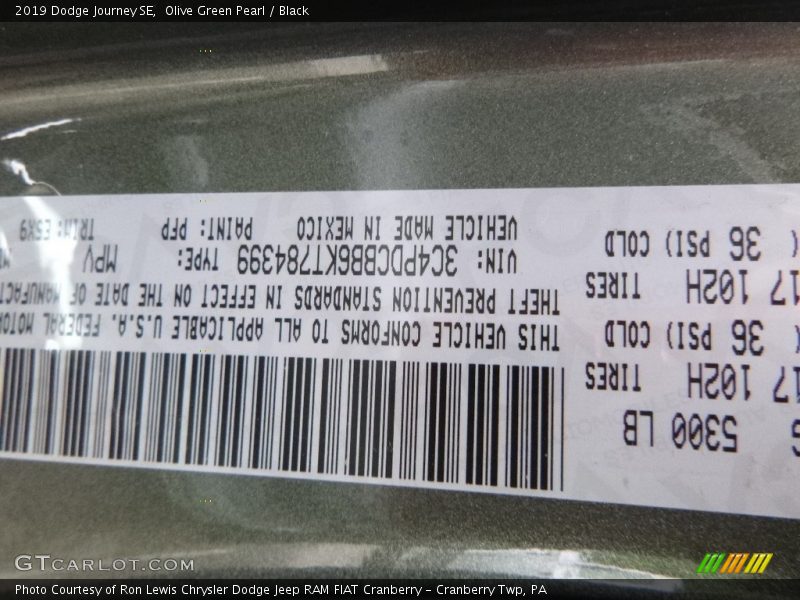 2019 Dodge Journey SE, Olive Green Pearl / Black
5300 LB
17 102H TIRES
( 36 PSI) COLD
17 102H TIRES
( 36 PSI) COLD
THIS VEHICLE CONFORMS TO ALL APPLICABLE U.S.A. FEDERAL MOTOR
THEFT PREVENTION STANDARDS IN EFFECT ON THE DATE OF MANUFACT
VIN: 3C4PDCBB6KT784399 TYPE: MPV
VEHICLE MADE IN MEXICO PAINT: PFP TRIM: E5X9
GTCARLOT.COM
Photo Courtesy of Ron Lewis Chrysler Dodge Jeep RAM FIAT Cranberry - Cranberry Twp, PA